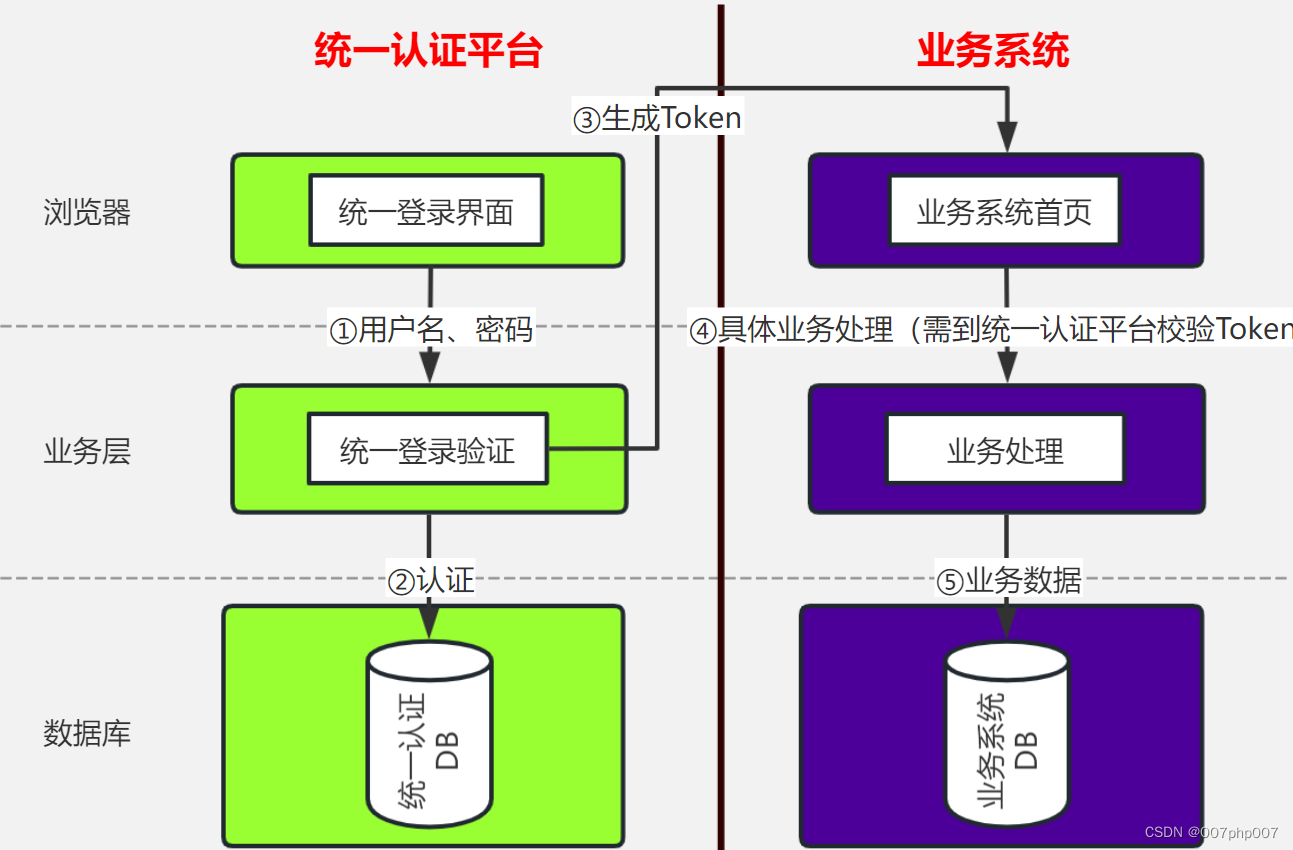 统一认证平台
业务系统
③生成Token
浏览器
统一登录界面
业务系统首页
①用户名、密码
④具体业务处理（需到统一认证平台校验Token
业务层
统一登录验证
业务处理
②认证
⑤业务数据
数据库
统一认证
DB
业务系统
DB
CSDN @007php007